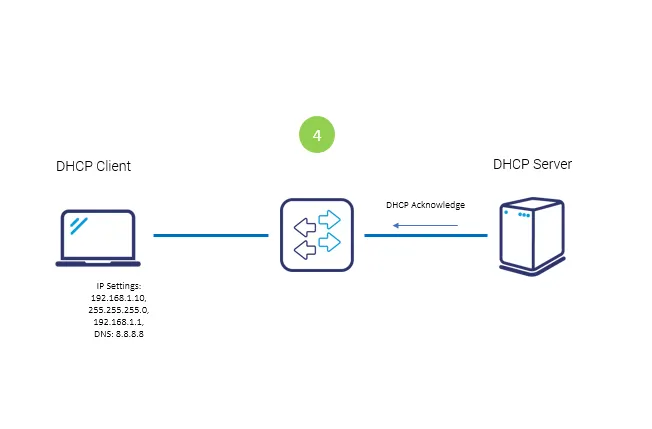 4
DHCP Client
DHCP Server
DHCP Acknowledge
IP Settings:
192.168.1.10,
255.255.255.0,
192.168.1.1,
DNS: 8.8.8.8